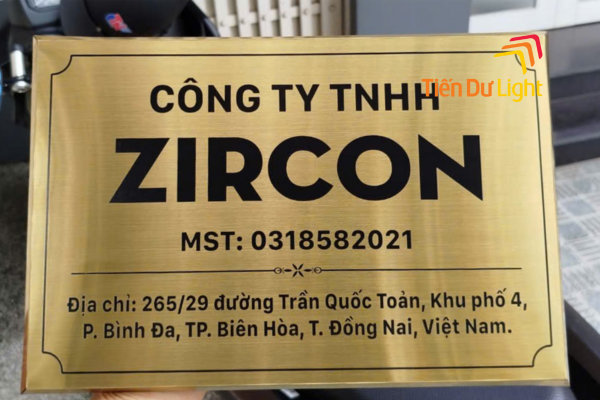 Tiến Dư Light
CÔNG TY TNHH
ZIRCON
MST: 0318582021
Địa chỉ: 265/29 đường Trần Quốc Toản, Khu phố 4,
P. Bình Đa, TP. Biên Hòa, T. Đồng Nai, Việt Nam.